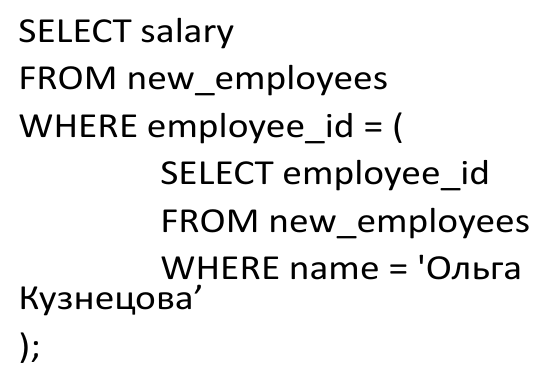 SELECT salary
FROM new_employees
WHERE employee_id = (
SELECT employee_id
FROM new_employees
WHERE name = 'Ольга
Кузнецова’
);